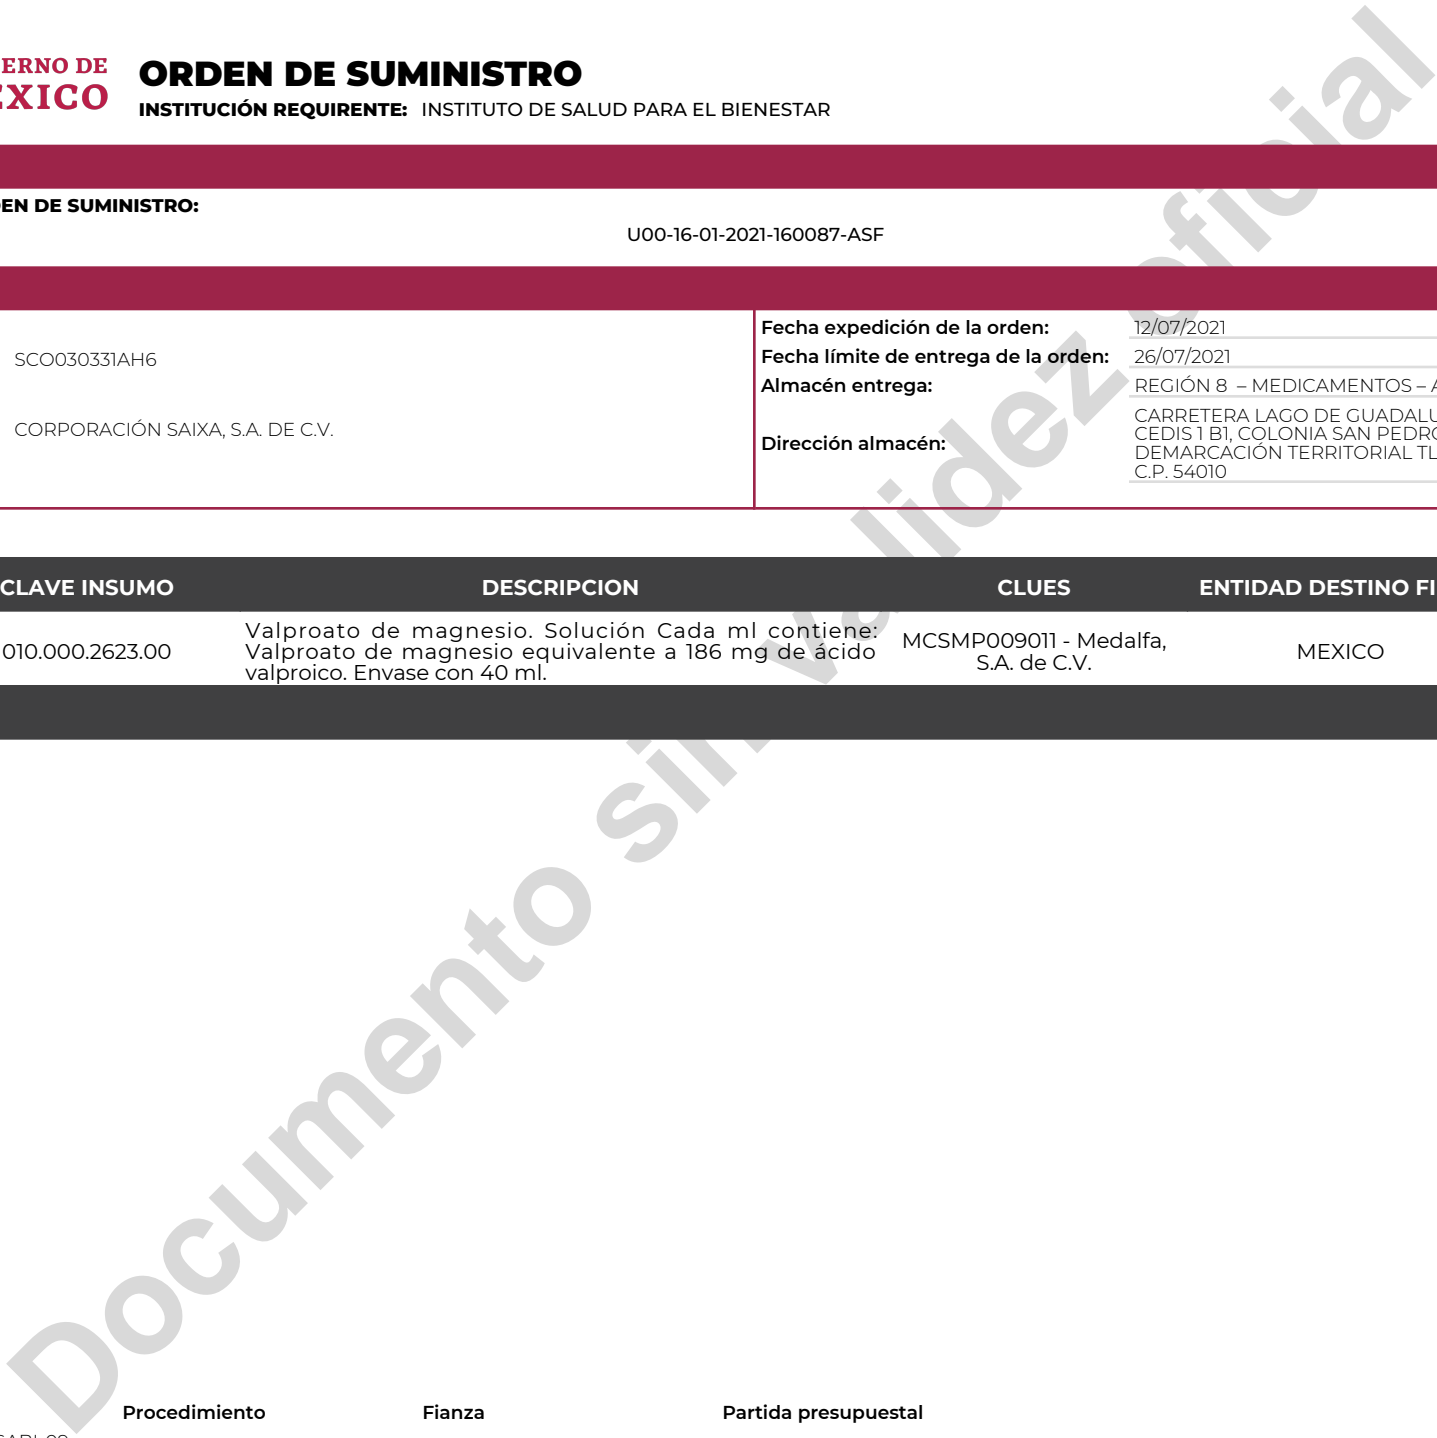 ERNO DE
EXICO
ORDEN DE SUMINISTRO
INSTITUCIÓN REQUIRENTE: INSTITUTO DE SALUD PARA EL BIENESTAR
EN DE SUMINISTRO:
U00-16-01-2021-160087-ASF
SCO030331AH6
CORPORACIÓN SAIXA, S.A. DE C.V.
Fecha expedición de la orden: 12/07/2021
Fecha límite de entrega de la orden: 26/07/2021
Almacén entrega: REGIÓN 8 – MEDICAMENTOS – A
Dirección almacén:
CARRETERA LAGO DE GUADALU
CEDIS 1 B1, COLONIA SAN PEDRO
DEMARCACIÓN TERRITORIAL TL
C.P. 54010
CLAVE INSUMO DESCRIPCION CLUES ENTIDAD DESTINO FI
010.000.2623.00
Valproato de magnesio. Solución Cada ml contiene:
Valproato de magnesio equivalente a 186 mg de ácido
valproico. Envase con 40 ml.
MCSMP009011 - Medalfa,
S.A. de C.V.
MEXICO
Documento sin validez oficial
Procedimiento Fianza Partida presupuestal